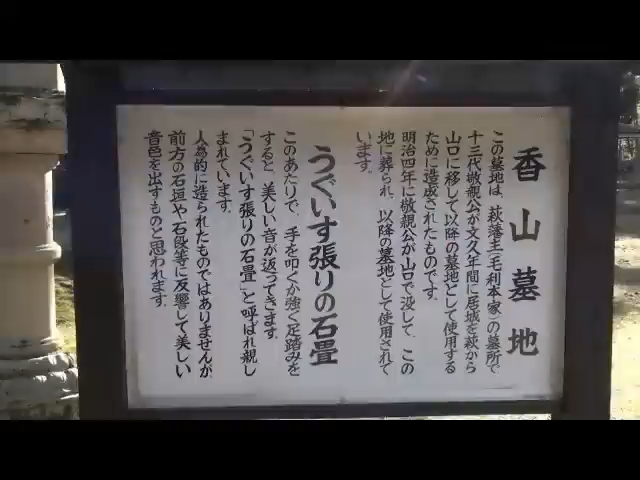 香山墓地
この墓地は、萩藩主(毛利本家)の墓所で
十三代敬親公が文久年間に居城を萩から
山口に移して以降の墓地として使用する
ために造成されたものです。
明治四年に敬親公が山口で没して、この
地に葬られ、以降の墓地として使用されて
います。
うぐいす張りの石畳
このあたりで、手を叩くか強く足踏みを
すると、美しい音が返ってきます。
「うぐいす張りの石畳」と呼ばれ親し
まれています。
人為的に造られたものではありませんが、
前方の石垣や石段等に反響して美しい
音色を出すものと思われます。